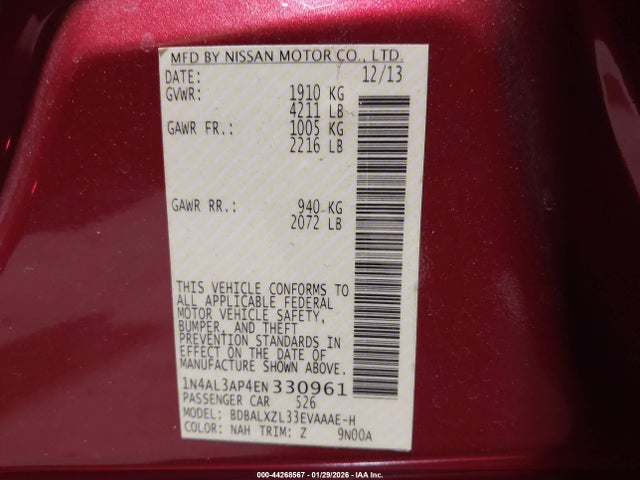 MFD BY NISSAN MOTOR CO., LTD.
DATE: 12/13
GVWR: 1910 KG
4211 LB
GAWR FR.: 1005 KG
2216 LB
GAWR RR.: 940 KG
2072 LB
THIS VEHICLE CONFORMS TO
ALL APPLICABLE FEDERAL
MOTOR VEHICLE SAFETY,
BUMPER, AND THEFT
PREVENTION STANDARDS IN
EFFECT ON THE DATE OF
MANUFACTURE SHOWN ABOVE.
1N4AL3AP4EN330961
PASSENGER CAR 526
MODEL: BDBALXZL33EVAAAE-H
COLOR: NAH TRIM: Z 9N00A
000-44268567 - 01/29/2026 - IAA Inc.